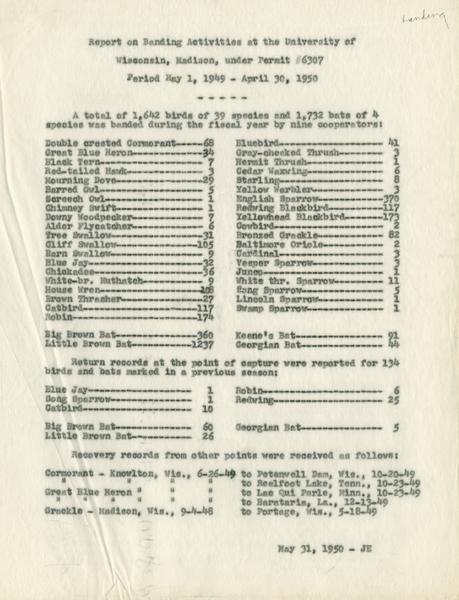 banding
Report on Banding Activities at the University of
Wisconsin, Madison, under Permit #6307
Period May 1, 1949 - April 30, 1950
- - - - -
A total of 1,642 birds of 39 species and 1,732 bats of 4
species was banded during the fiscal year by nine cooperators:
Double crested Cormorant------68 Bluebird------41
Great Blue Heron------34 Gray-cheeked Thrush------3
Black Tern------7 Hermit Thrush------1
Red-tailed Hawk------3 Cedar Waxwing------6
Mourning Dove------29 Starling------8
Barred Owl------5 Yellow Warbler------3
Screech Owl------1 English Sparrow------370
Chimney Swift------1 Redwing Blackbird------117
Downy Woodpecker------7 Yellowhead Blackbird------173
Alder Flycatcher------6 Cowbird------2
Tree Swallow------31 Bronzed Grackle------82
Cliff Swallow------105 Baltimore Oriole------2
Barn Swallow------9 Cardinal------3
Blue Jay------32 Vesper Sparrow------3
Chickadee------56 Junco------1
White-br. Nuthatch------9 White thr. Sparrow------11
House Wren------ Song Sparrow------5
Brown Thrasher------27 Lincoln Sparrow------1
Catbird------117 Swamp Sparrow------1
Robin------174
Big Brown Bat------360 Keene's Bat------91
Little Brown Bat------1237 Georgian Bat------44
Return records at the point of capture were reported for 134
birds and bats marked in a previous season:
Blue Jay------1 Robin------6
Song Sparrow------1 Redwing------25
Catbird------10
Big Brown Bat------60 Georgian Bat------5
Little Brown Bat------26
Recovery records from other points were received as follows:
Cormorant - Knowlton, Wis., 6-26-49 to Petenwell Dam, Wis., 10-20-49
" " " to Reelfoot Lake, Tenn., 10-23-49
Great Blue Heron " " " to Lac Qui Parle, Minn., 10-23-49
" " " " " " to Barataria, La., 12-13-49
Grackle - Madison, Wis., 9-4-48 to Portage, Wis., 5-18-49
May 31, 1950 - JE